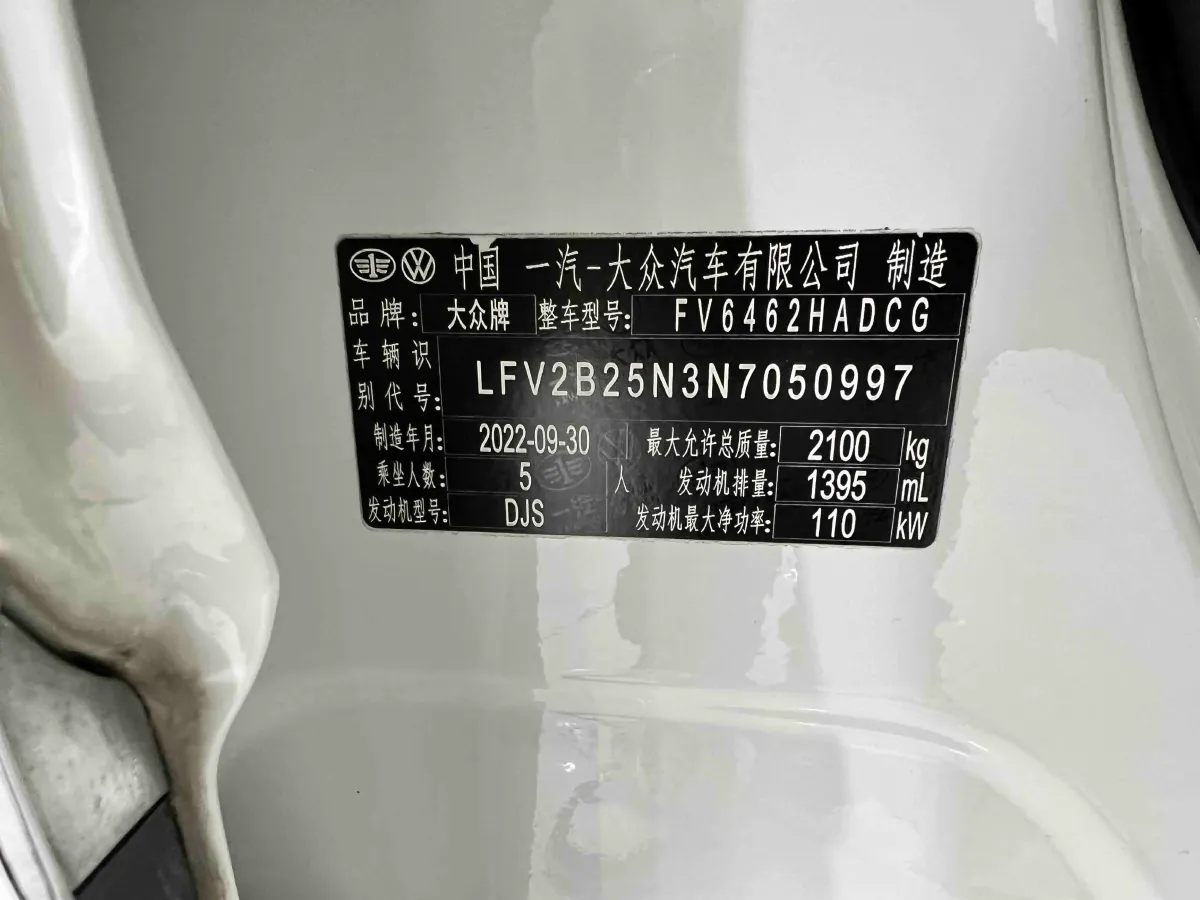 中国 一汽-大众汽车有限公司 制造
品牌: 大众牌 整车型号: FV6462HADCG
车辆识别代号: LFV2B25N3N7050997
制造年月: 2022-09-30 最大允许总质量: 2100 kg
乘坐人数: 5 人 发动机排量: 1395 mL
发动机型号: DJS 发动机最大净功率: 110 kW